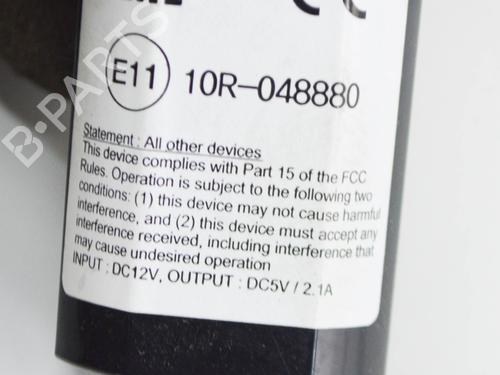 E11 10R-048880
Statement : All other devices
This device complies with Part 15 of the FCC
Rules. Operation is subject to the following two
conditions: (1) this device may not cause harmful
interference, and (2) this device must accept any
interference received, including interference that
may cause undesired operation
INPUT : DC12V, OUTPUT : DC5V / 2.1A
B-PARTS